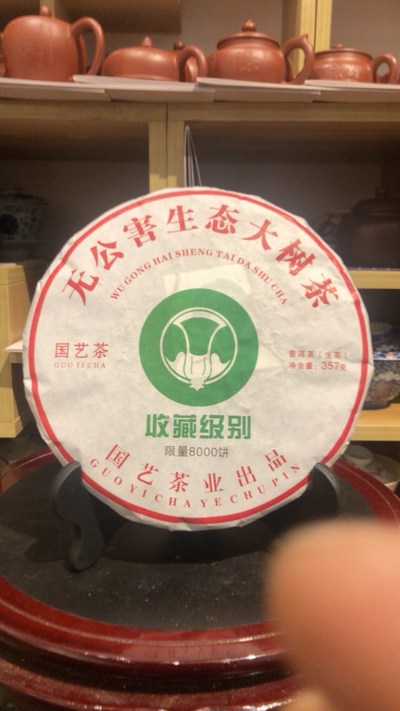 无公害生态大树茶
WU GONG HAI SHENG TAI DA SHU CHA
国艺茶
GUO YI CHA
普洱茶（生茶）
净含量：357克
收藏级别
限量8000饼
国艺茶业出品
GUO YI CHA YE CHU PIN